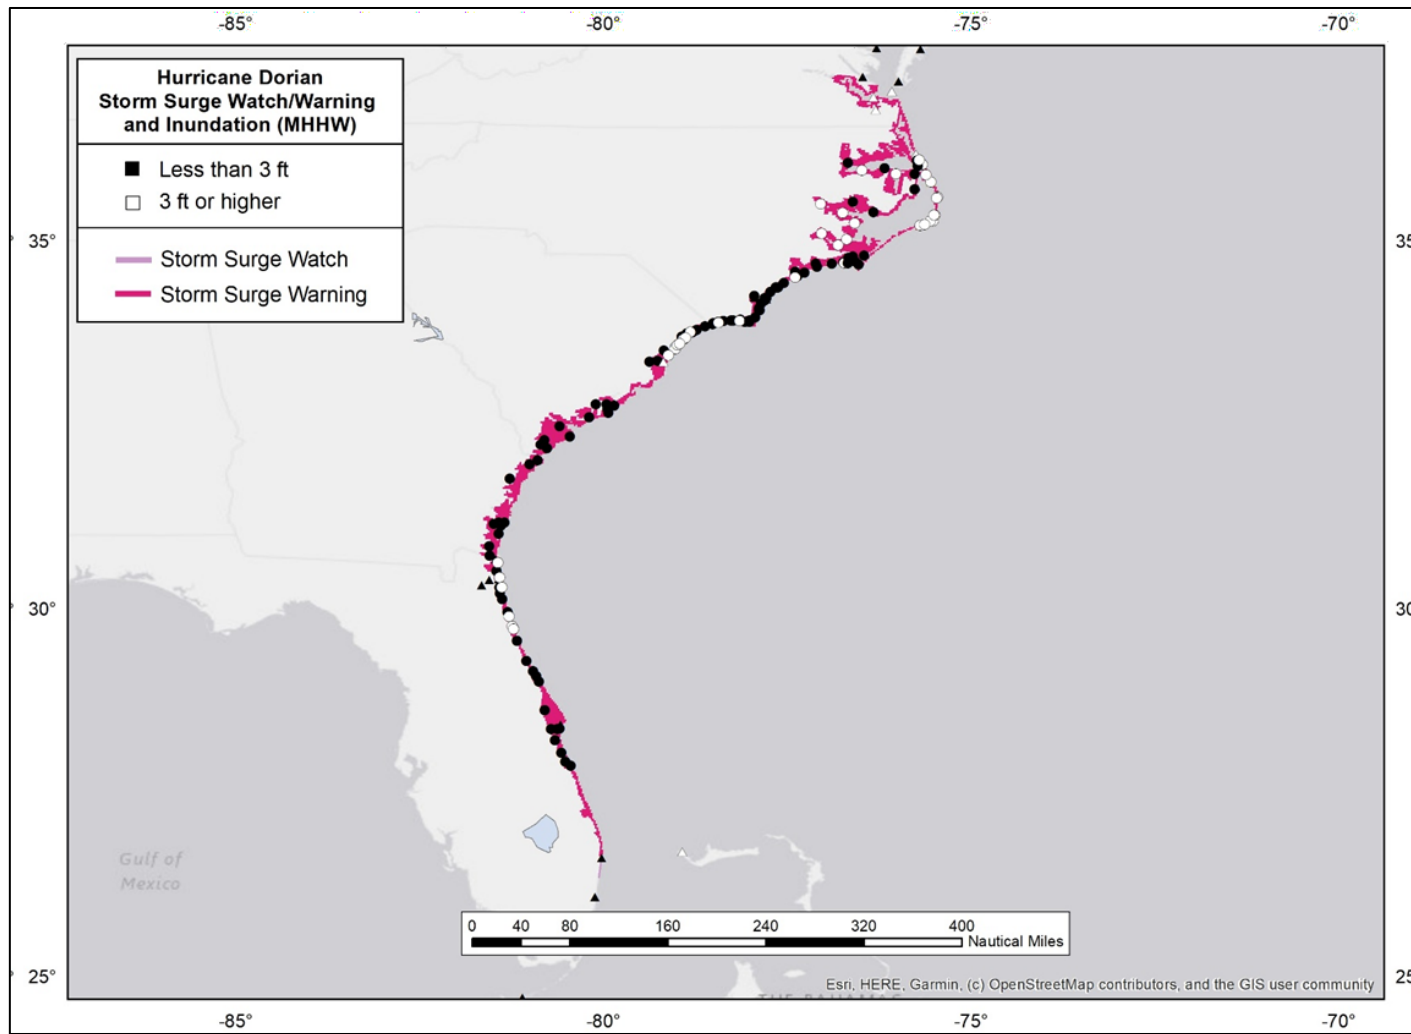 -85°
-80°
-75°
-70°
Hurricane Dorian
Storm Surge Watch/Warning
and Inundation (MHHW)
Less than 3 ft
3 ft or higher
Storm Surge Watch
Storm Surge Warning
35°
35
30°
30
Gulf of
Mexico
0 40 80 160 240 320 400
Nautical Miles
25°
25
Esri, HERE, Garmin, (c) OpenStreetMap contributors, and the GIS user community
THE BAHAMAS
-85°
-80°
-75°
-70°